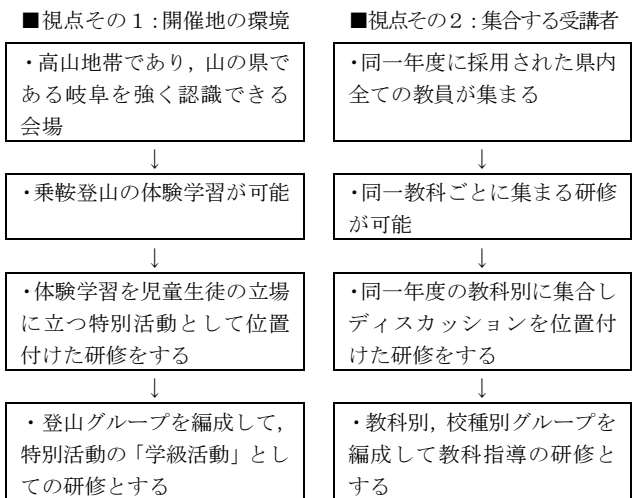 ■視点その１：開催地の環境
・高山地帯であり，山の県で
ある岐阜を強く認識できる
会場
↓
・乗鞍登山の体験学習が可能
↓
・体験学習を児童生徒の立場
に立つ特別活動として位置
付けた研修をする
↓
・登山グループを編成して，
特別活動の「学級活動」とし
ての研修とする
■視点その２：集合する受講者
・同一年度に採用された県内
全ての教員が集まる
↓
・同一教科ごとに集まる研修
が可能
↓
・同一年度の教科別に集合し
ディスカッションを位置付
けた研修をする
↓
・教科別，校種別グループを
編成して教科指導の研修と
する